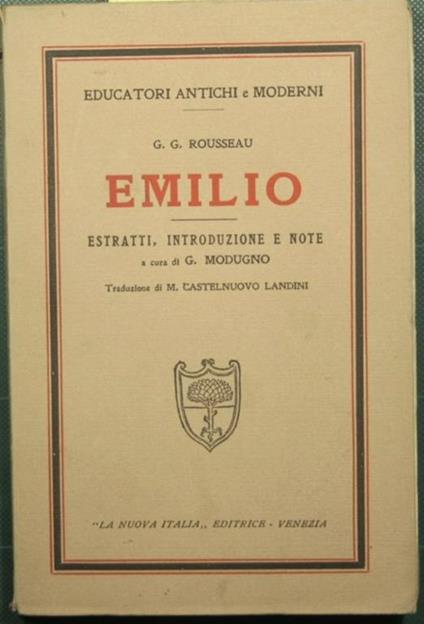 EDUCATORI ANTICHI e MODERNI
G. G. ROUSSEAU
EMILIO
ESTRATTI, INTRODUZIONE E NOTE
a cura di G. MODUGNO
Traduzione di M. CASTELNUOVO LANDINI
"LA NUOVA ITALIA„ EDITRICE - VENEZIA